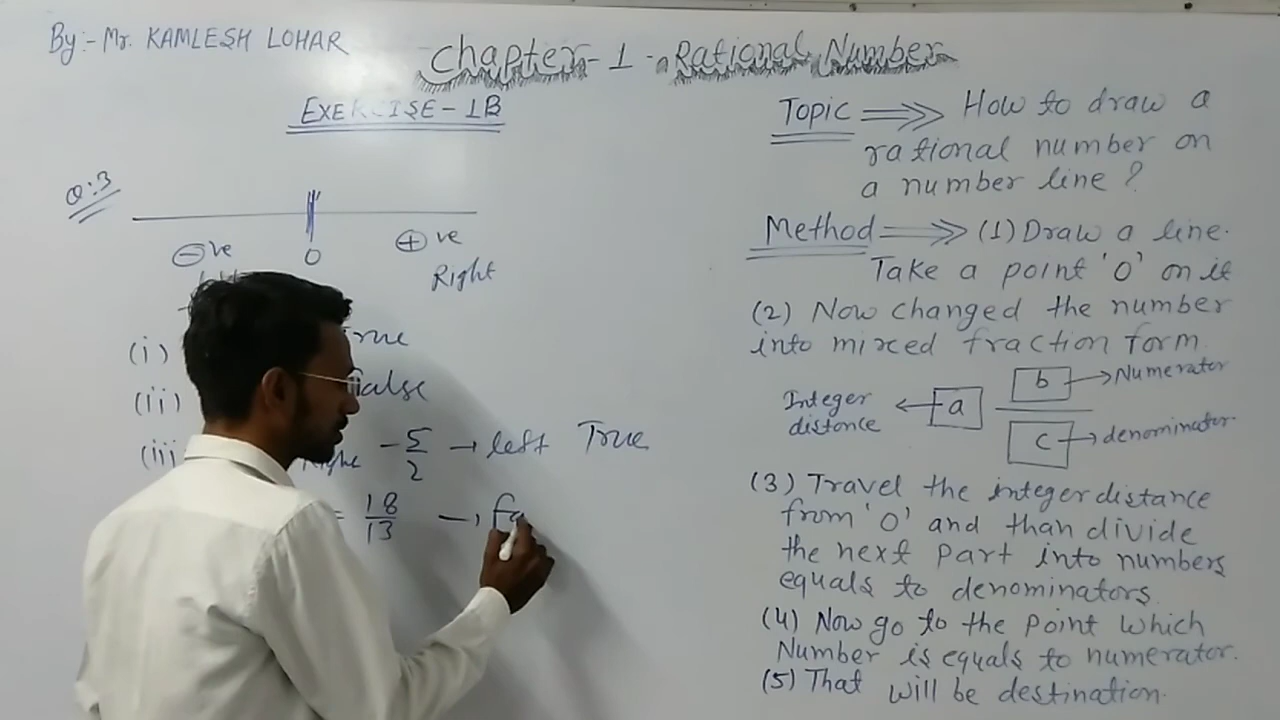 By:- Mr. KAMLESH LOHAR
Chapter-1-Rational Number
EXERCISE-1B
Q:3
⊖ve 0 ⊕ve
Right
(i) True
(ii) False
(iii) Right -5/2 → left True
= 18/13 → fa
Topic ⇒ How to draw a
rational number on
a number line?
Method ⇒ (1) Draw a line.
Take a point '0' on it
(2) Now changed the number
into mixed fraction form
Integer distance ← a b → Numerator
c → denominator
(3) Travel the integer distance
from '0' and than divide
the next part into numbers
equals to denominators
(4) Now go to the point which
Number is equals to numerator.
(5) That will be destination.